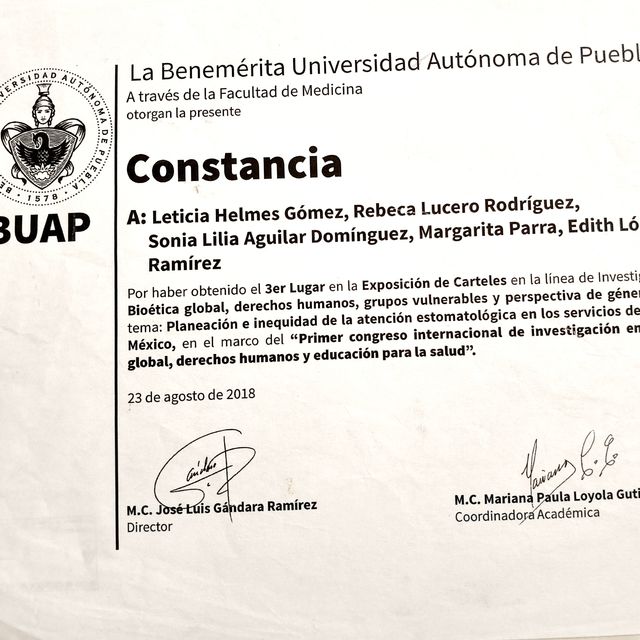 La Benemérita Universidad Autónoma de Puebl
A través de la Facultad de Medicina
otorgan la presente
Constancia
A: Leticia Helmes Gómez, Rebeca Lucero Rodríguez,
Sonia Lilia Aguilar Domínguez, Margarita Parra, Edith Ló
Ramírez
Por haber obtenido el 3er Lugar en la Exposición de Carteles en la línea de Investi
Bioética global, derechos humanos, grupos vulnerables y perspectiva de géner
tema: Planeación e inequidad de la atención estomatológica en los servicios de
México, en el marco del “Primer congreso internacional de investigación en
global, derechos humanos y educación para la salud”.
23 de agosto de 2018
M.C. José Luis Gándara Ramírez
Director
M.C. Mariana Paula Loyola Guti
Coordinadora Académica
VERSIDAD AUTÓNOMA DE PUEBLA
BE
1578
BUAP